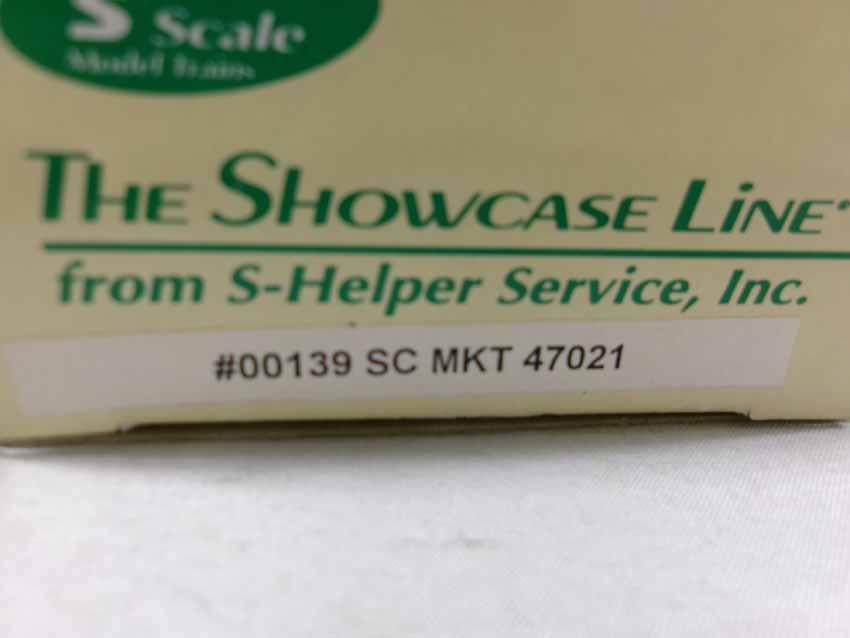 S Scale
Model Trains
THE SHOWCASE LiNE
from S-Helper Service, Inc.
#00139 SC MKT 47021